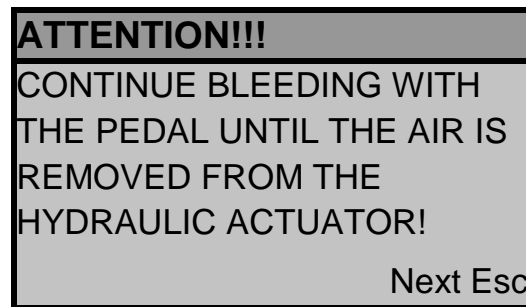 ATTENTION!!!
CONTINUE BLEEDING WITH
THE PEDAL UNTIL THE AIR IS
REMOVED FROM THE
HYDRAULIC ACTUATOR!
Next Esc